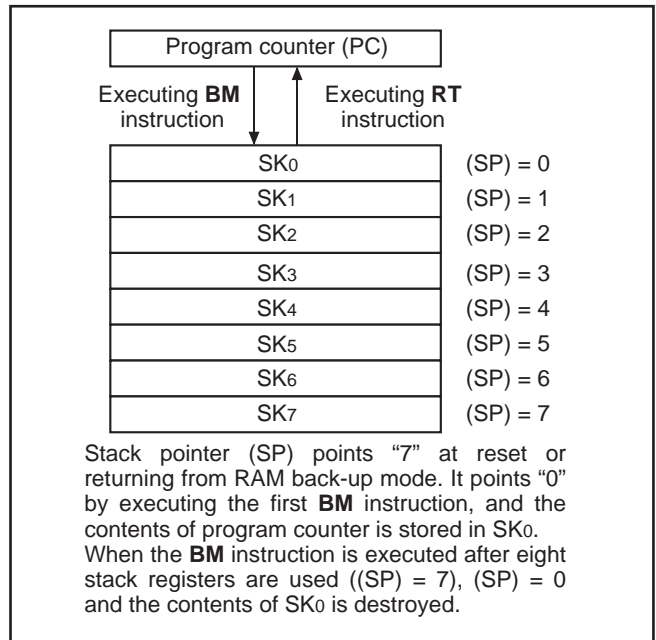 Program counter (PC)
Executing BM
instruction
Executing RT
instruction
SK0 (SP) = 0
SK1 (SP) = 1
SK2 (SP) = 2
SK3 (SP) = 3
SK4 (SP) = 4
SK5 (SP) = 5
SK6 (SP) = 6
SK7 (SP) = 7
Stack pointer (SP) points “7” at reset or
returning from RAM back-up mode. It points “0”
by executing the first BM instruction, and the
contents of program counter is stored in SK0.
When the BM instruction is executed after eight
stack registers are used ((SP) = 7), (SP) = 0
and the contents of SK0 is destroyed.